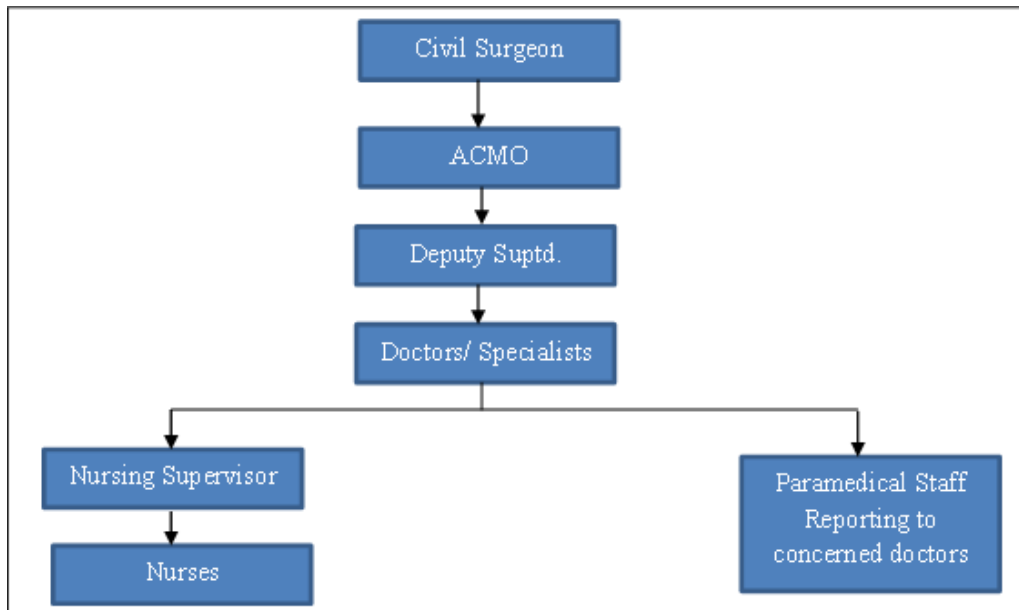 Civil Surgeon
ACMO
Deputy Suptd.
Doctors/ Specialists
Nursing Supervisor
Nurses
Paramedical Staff
Reporting to
concerned doctors